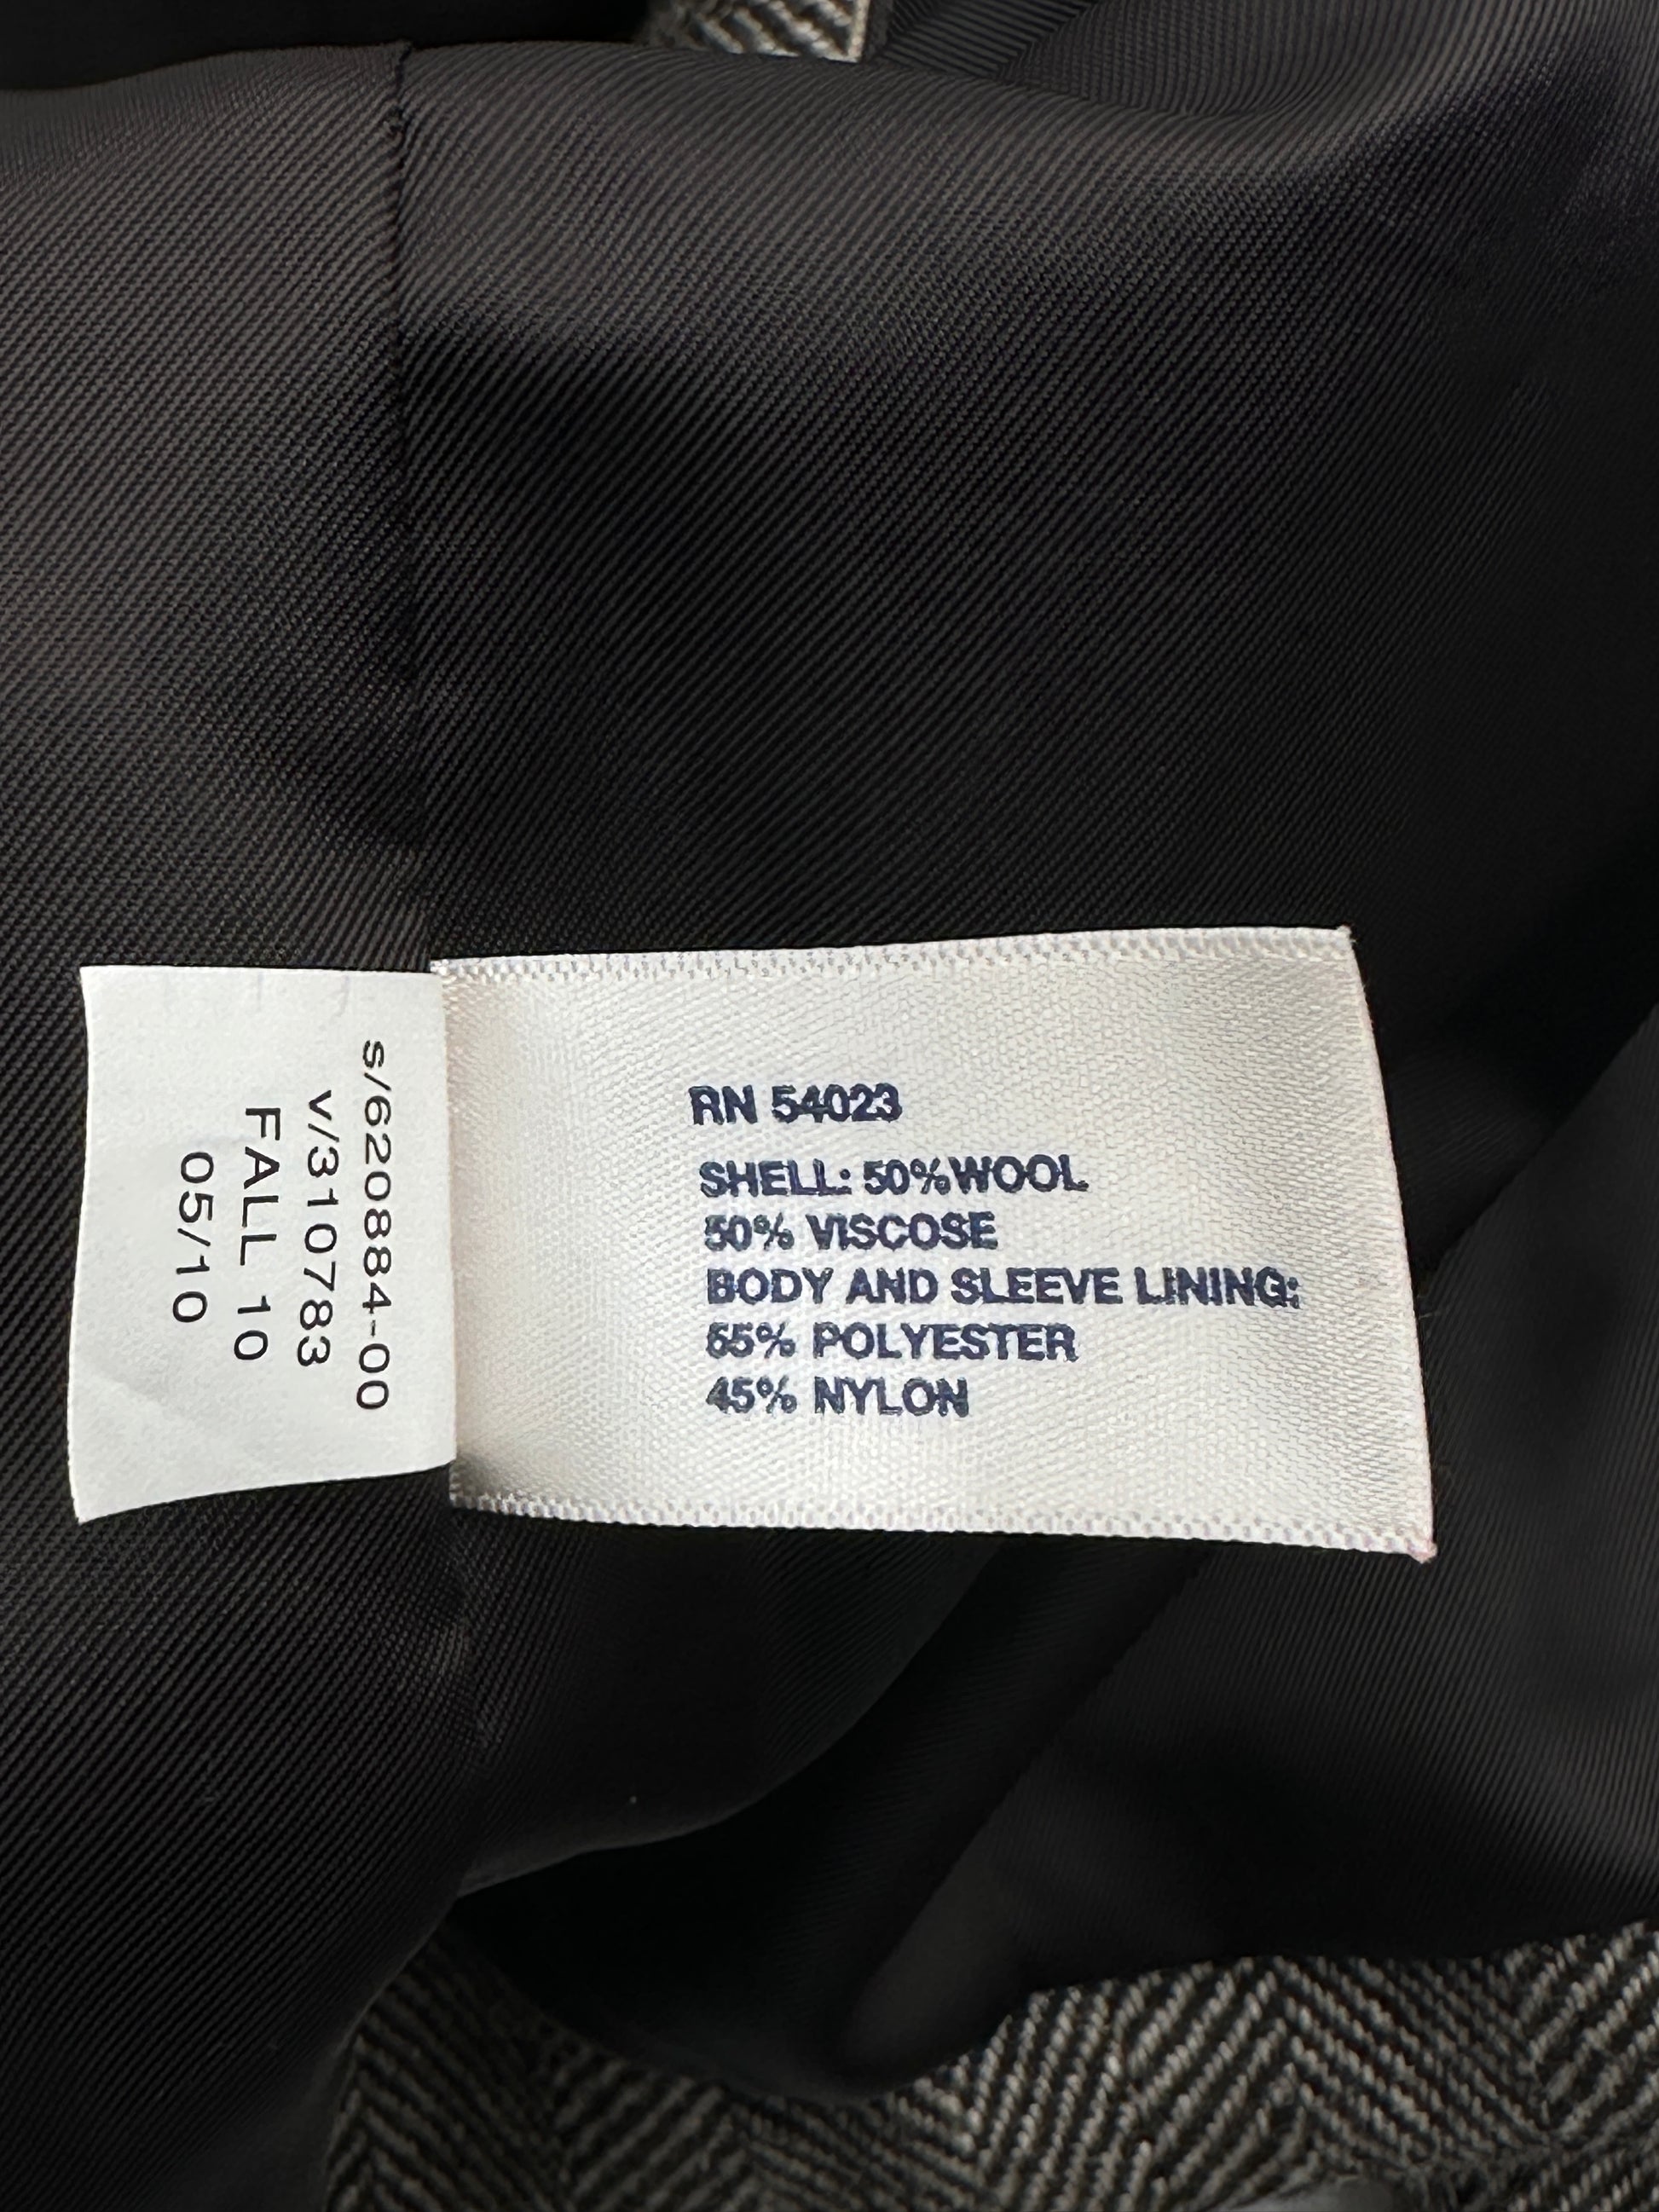 s/620884-00
v/310783
FALL 10
05/10
RN 54023
SHELL: 50%WOOL
50% VISCOSE
BODY AND SLEEVE LINING:
55% POLYESTER
45% NYLON